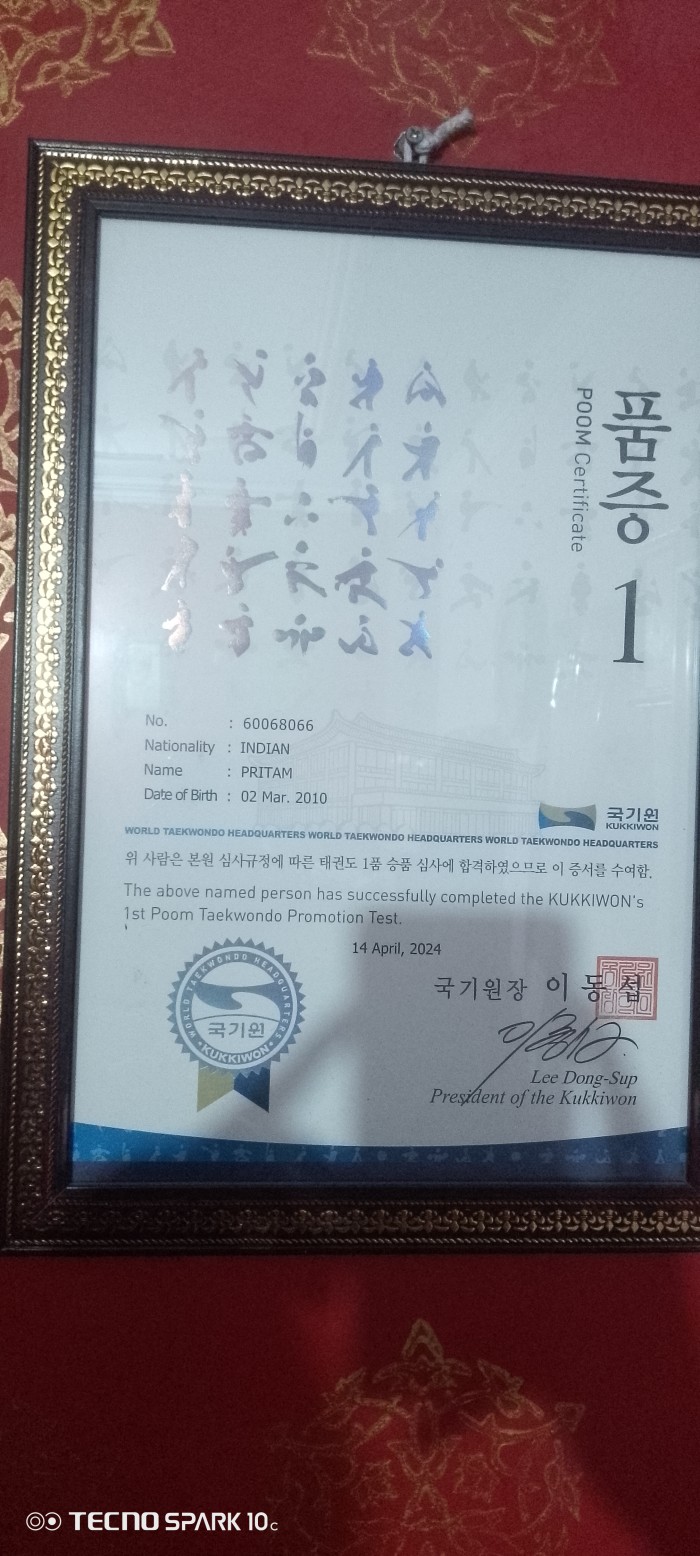 품증 1
POOM Certificate
No. : 60068066
Nationality : INDIAN
Name : PRITAM
Date of Birth : 02 Mar. 2010
국기원
KUKKIWON
WORLD TAEKWONDO HEADQUARTERS WORLD TAEKWONDO HEADQUARTERS WORLD TAEKWONDO HEADQUARTERS
위 사람은 본원 심사규정에 따른 태권도 1품 승품 심사에 합격하였으므로 이 증서를 수여함.
The above named person has successfully completed the KUKKIWON's
1st Poom Taekwondo Promotion Test.
14 April, 2024
WORLD TAEKWONDO HEADQUARTERS
국기원
·KUKKIWON·
국기원장 이동섭
Lee Dong-Sup
President of the Kukkiwon
TECNO SPARK 10C